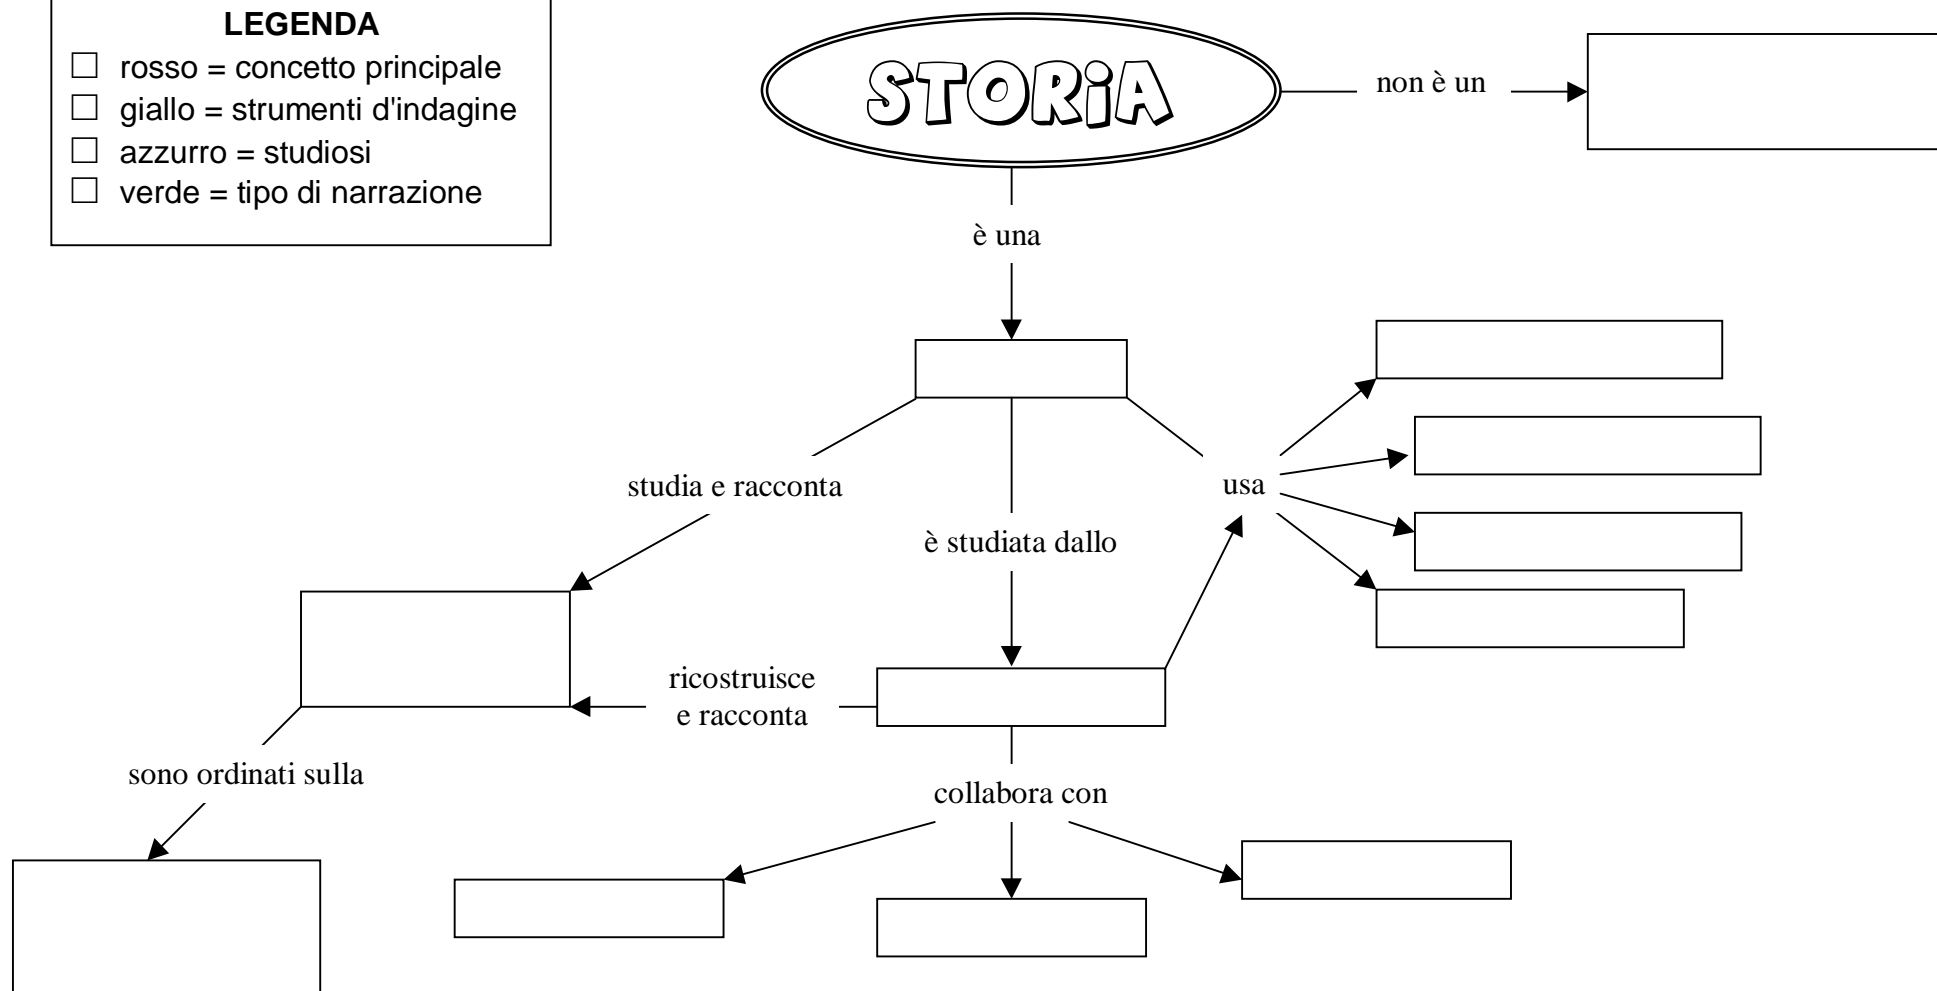 LEGENDA
□ rosso = concetto principale
□ giallo = strumenti d'indagine
□ azzurro = studiosi
□ verde = tipo di narrazione
STORiA
non è un
è una
studia e racconta
usa
è studiata dallo
ricostruisce
e racconta
sono ordinati sulla
collabora con